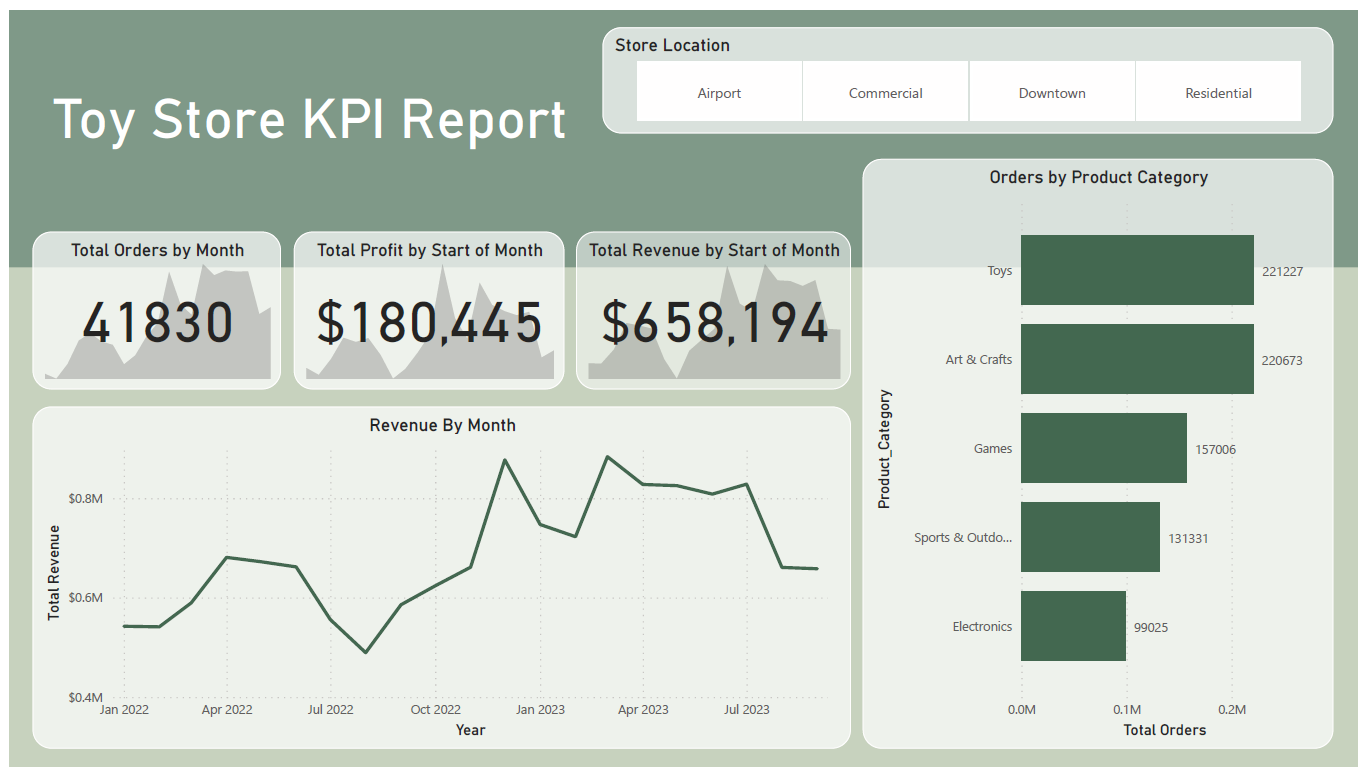 Toy Store KPI Report
Store Location
Airport
Commercial
Downtown
Residential
Total Orders by Month
41830
Total Profit by Start of Month
$180,445
Total Revenue by Start of Month
$658,194
Revenue By Month
Total Revenue
$0.8M
$0.6M
$0.4M
Jan 2022
Apr 2022
Jul 2022
Oct 2022
Jan 2023
Apr 2023
Jul 2023
Year
Orders by Product Category
Product_Category
Toys
221227
Art & Crafts
220673
Games
157006
Sports & Outdo...
131331
Electronics
99025
0.0M
0.1M
0.2M
Total Orders